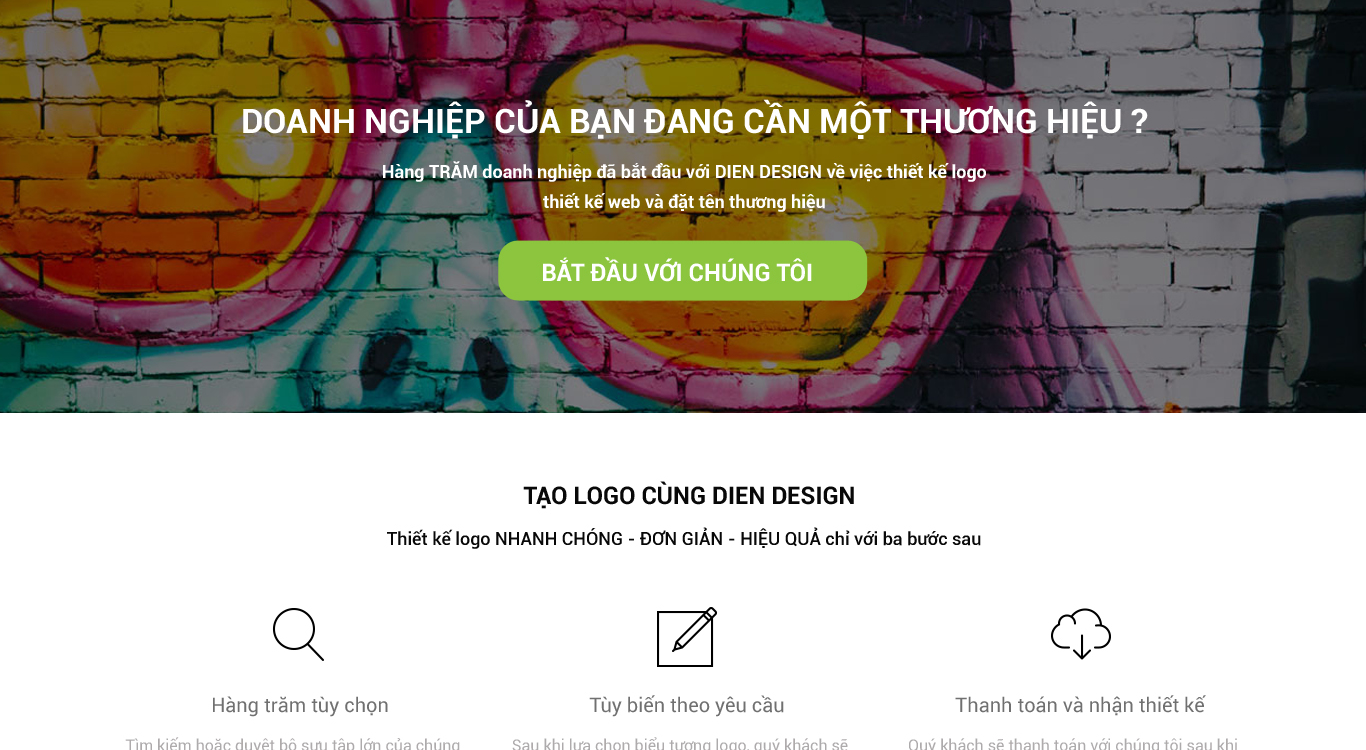 DOANH NGHIỆP CỦA BẠN ĐANG CẦN MỘT THƯƠNG HIỆU ?
Hàng TRĂM doanh nghiệp đã bắt đầu với DIEN DESIGN về việc thiết kế logo
thiết kế web và đặt tên thương hiệu
BẮT ĐẦU VỚI CHÚNG TÔI
TẠO LOGO CÙNG DIEN DESIGN
Thiết kế logo NHANH CHÓNG - ĐƠN GIẢN - HIỆU QUẢ chỉ với ba bước sau
Hàng trăm tùy chọn
Tùy biến theo yêu cầu
Thanh toán và nhận thiết kế
Tìm kiếm hoặc duyệt bộ sưu tập lớn của chúng
Sau khi lựa chọn biểu tượng logo, quý khách sẽ
Quý khách sẽ thanh toán với chúng tôi sau khi